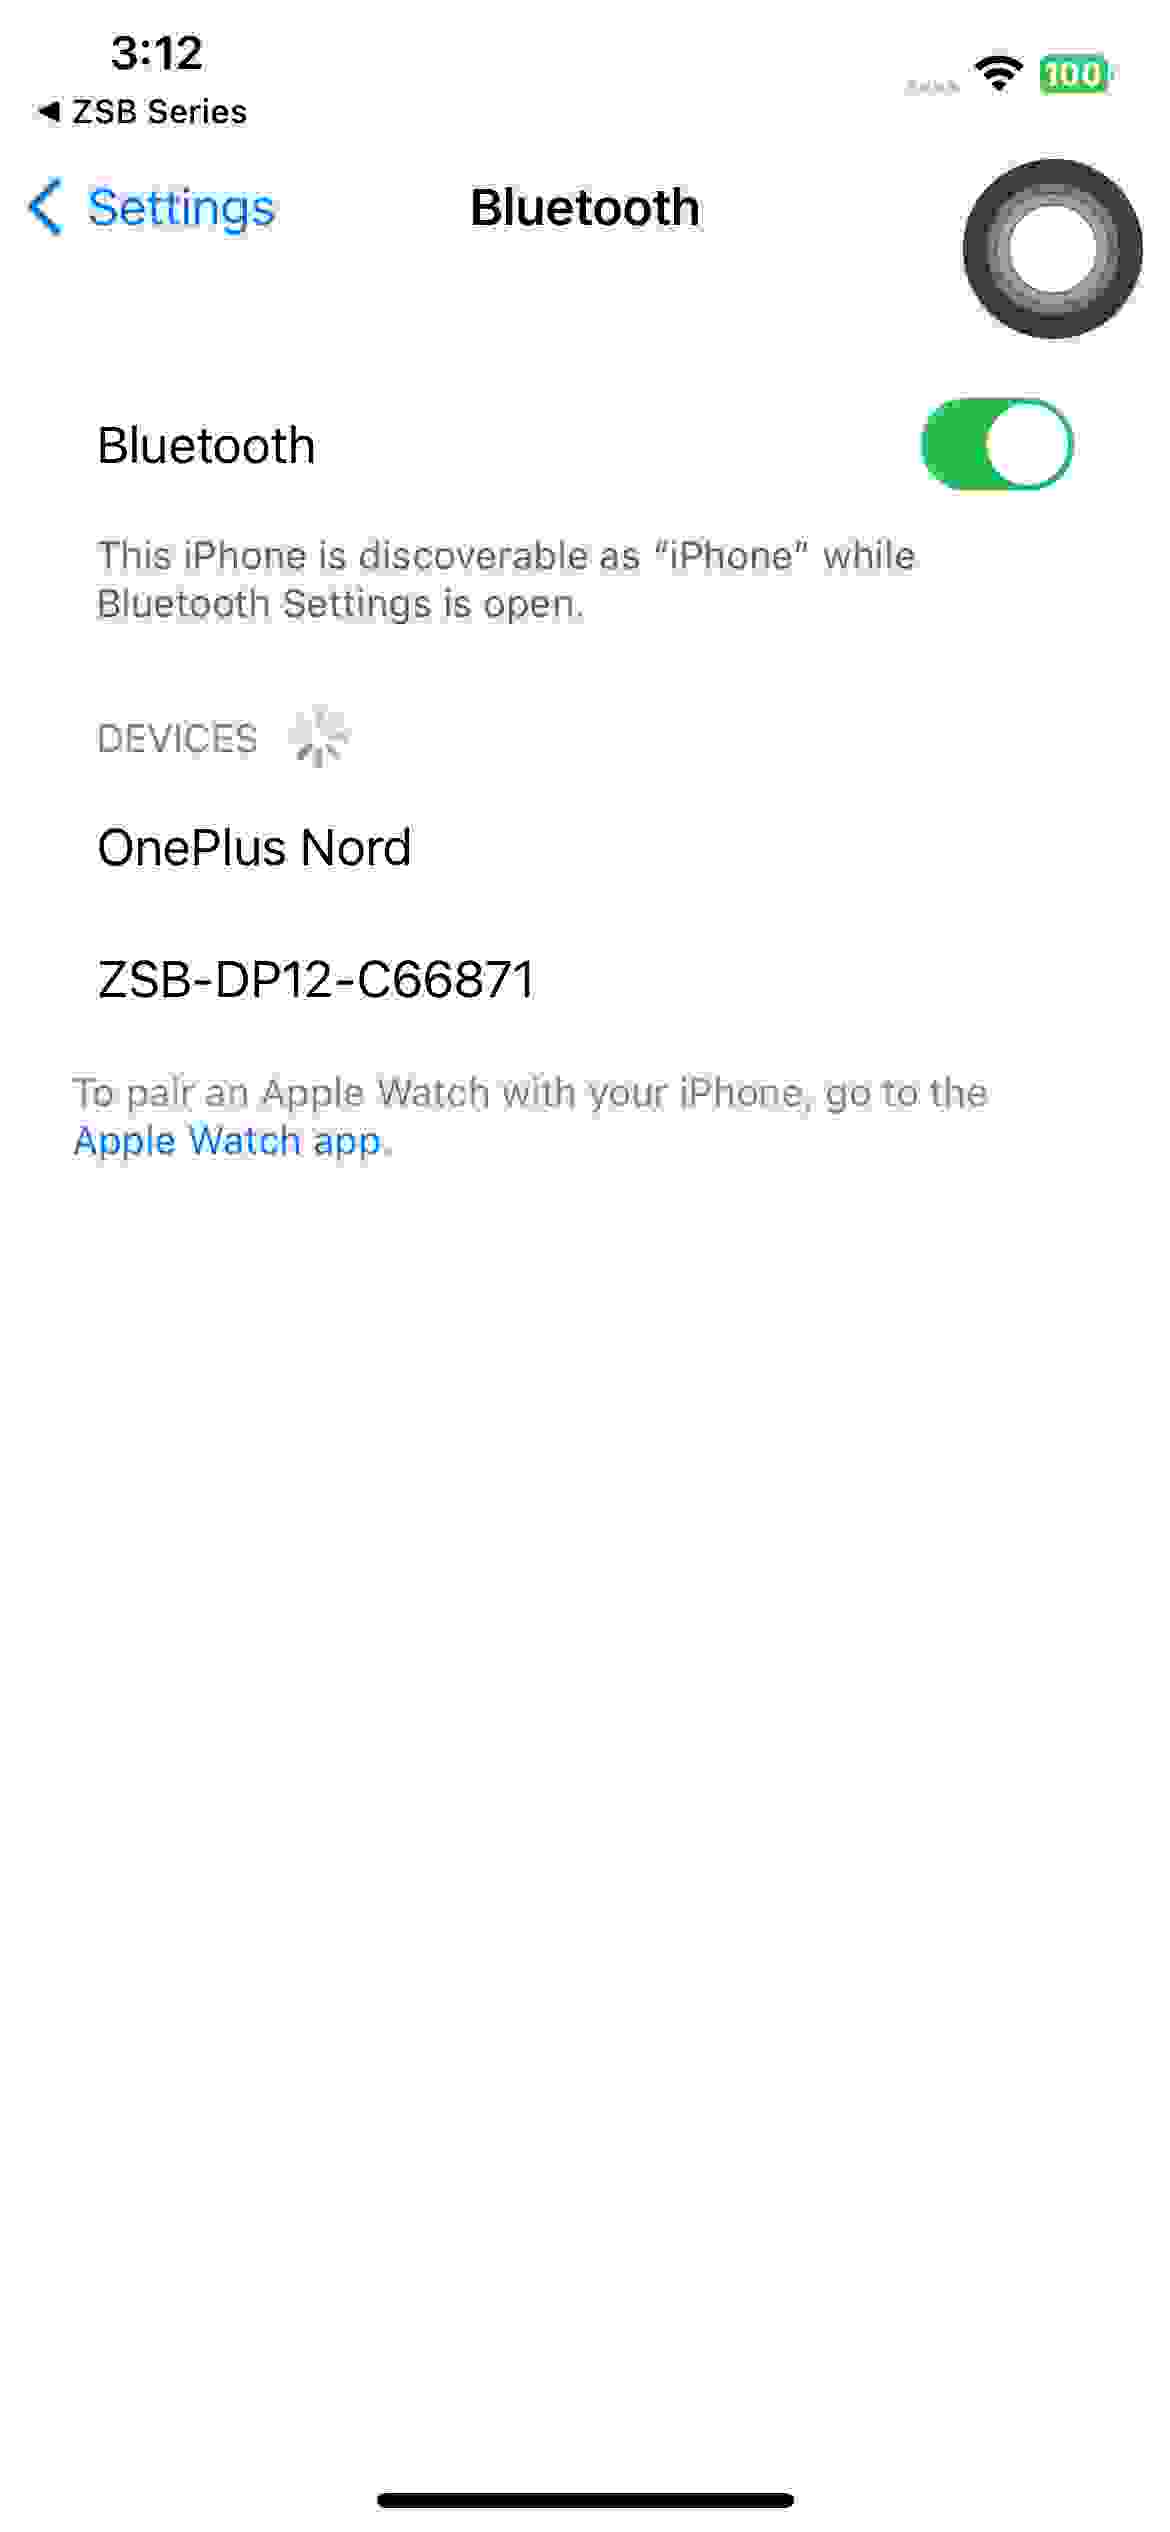 3:12
100
◀ ZSB Series
Settings
Bluetooth
Bluetooth
This iPhone is discoverable as “iPhone” while
Bluetooth Settings is open.
DEVICES
OnePlus Nord
ZSB-DP12-C66871
To pair an Apple Watch with your iPhone, go to the
Apple Watch app.